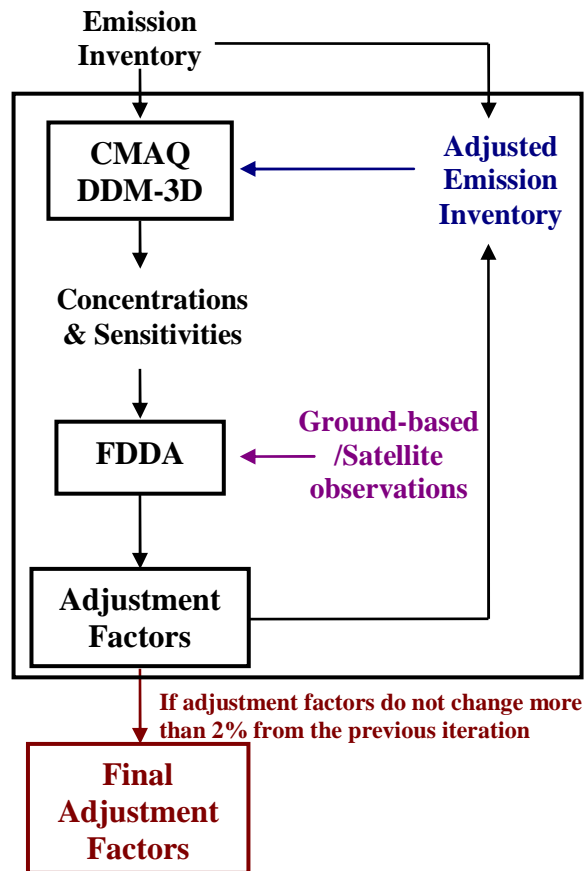 Emission
Inventory
CMAQ
DDM-3D
Adjusted
Emission
Inventory
Concentrations
& Sensitivities
FDDA
Ground-based
/Satellite
observations
Adjustment
Factors
If adjustment factors do not change more
than 2% from the previous iteration
Final
Adjustment
Factors